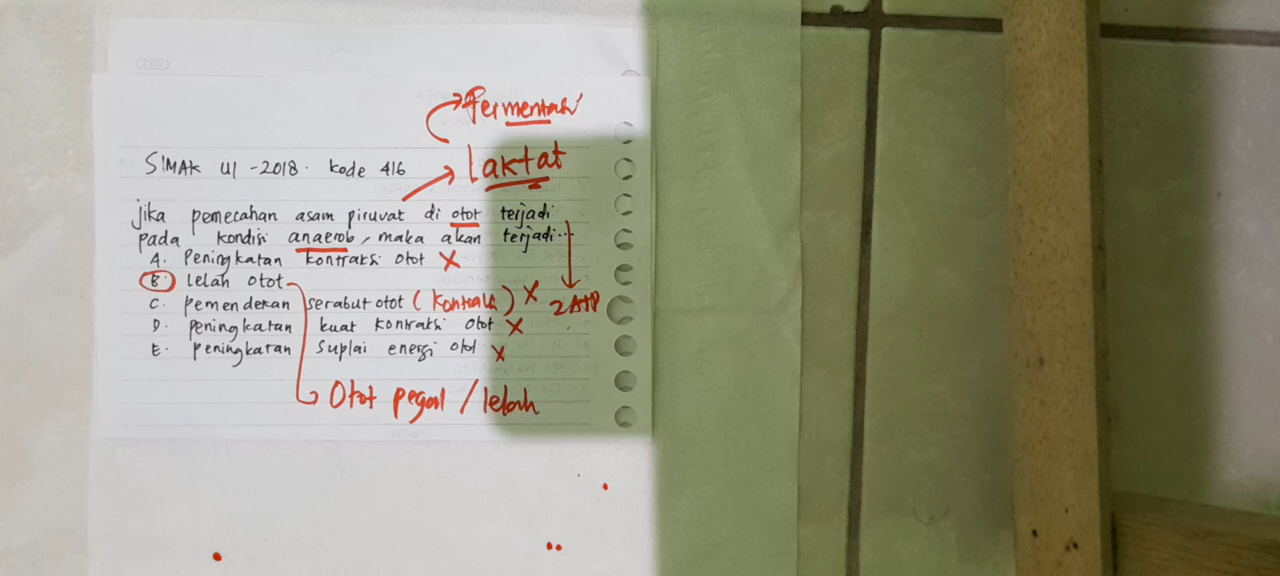 fermentasi
SIMAK UI - 2018. kode 416
laktat
jika pemecahan asam piruvat di otot terjadi
pada kondisi anaerob, maka akan terjadi...
A. Peningkatan kontraksi otot X
B. Lelah otot
C. pemendekan serabut otot (kontraksi) X
2 ATP
D. peningkatan kuat kontraksi otot X
E. peningkatan suplai energi otot X
Otot pegal / lelah